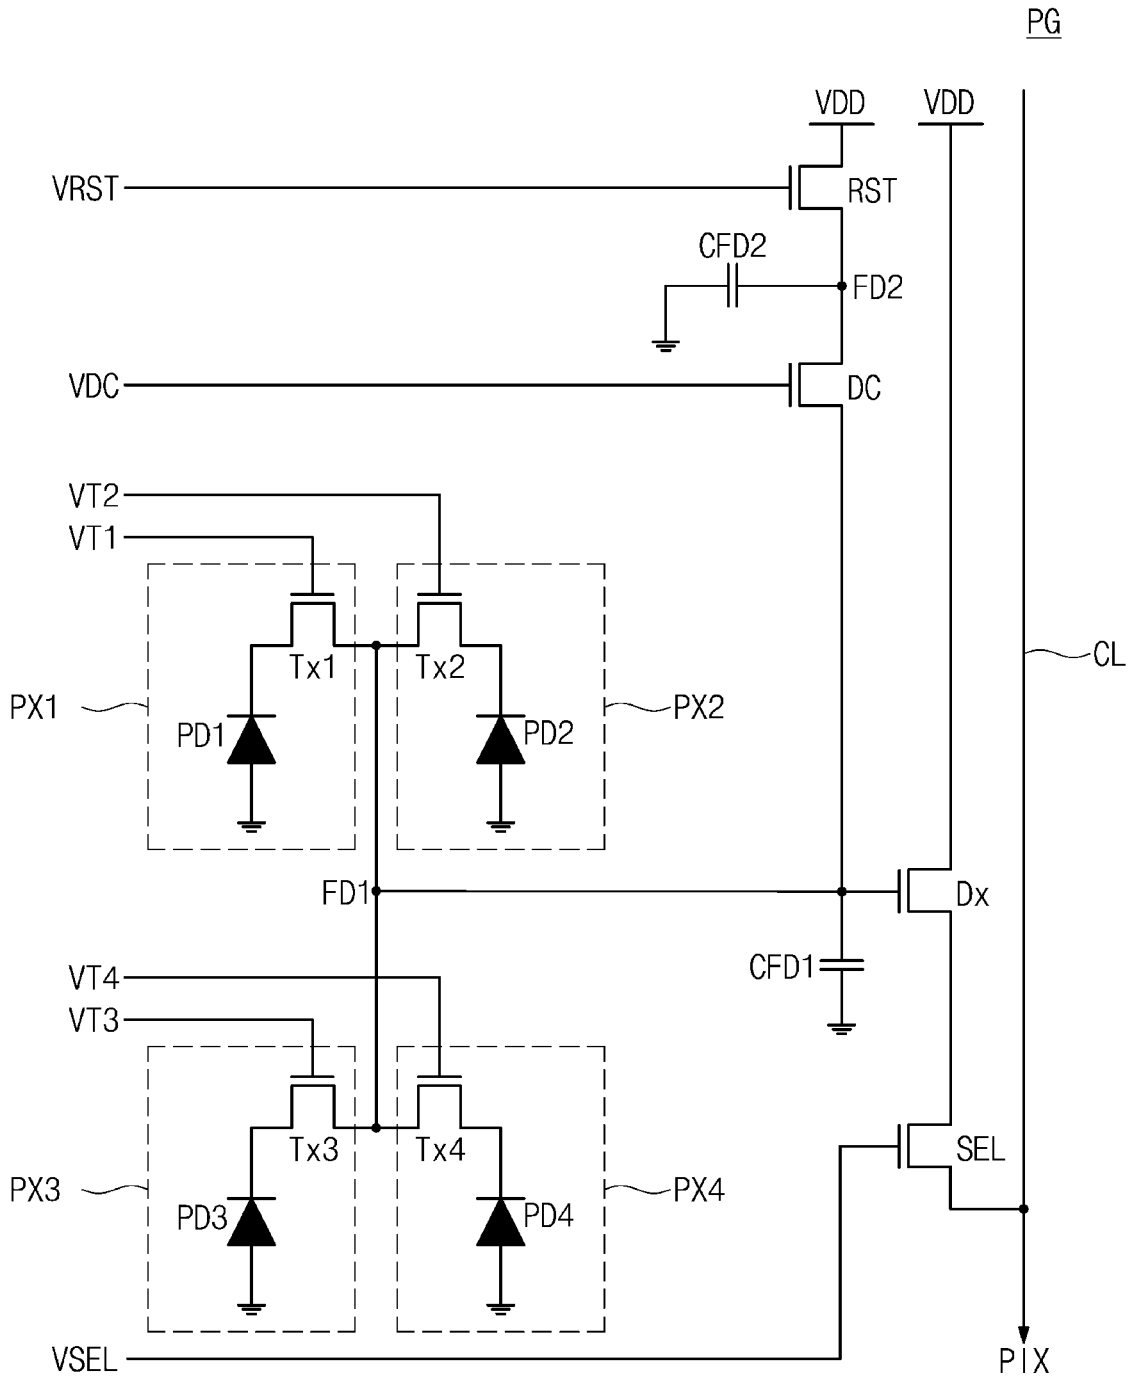 PG
VDD
VDD
VRST
RST
CFD2
FD2
VDC
DC
VT2
VT1
Tx1
Tx2
CL
PX1
PD1
PD2
PX2
FD1
Dx
CFD1
VT4
VT3
Tx3
Tx4
SEL
PX3
PD3
PD4
PX4
VSEL
PIX